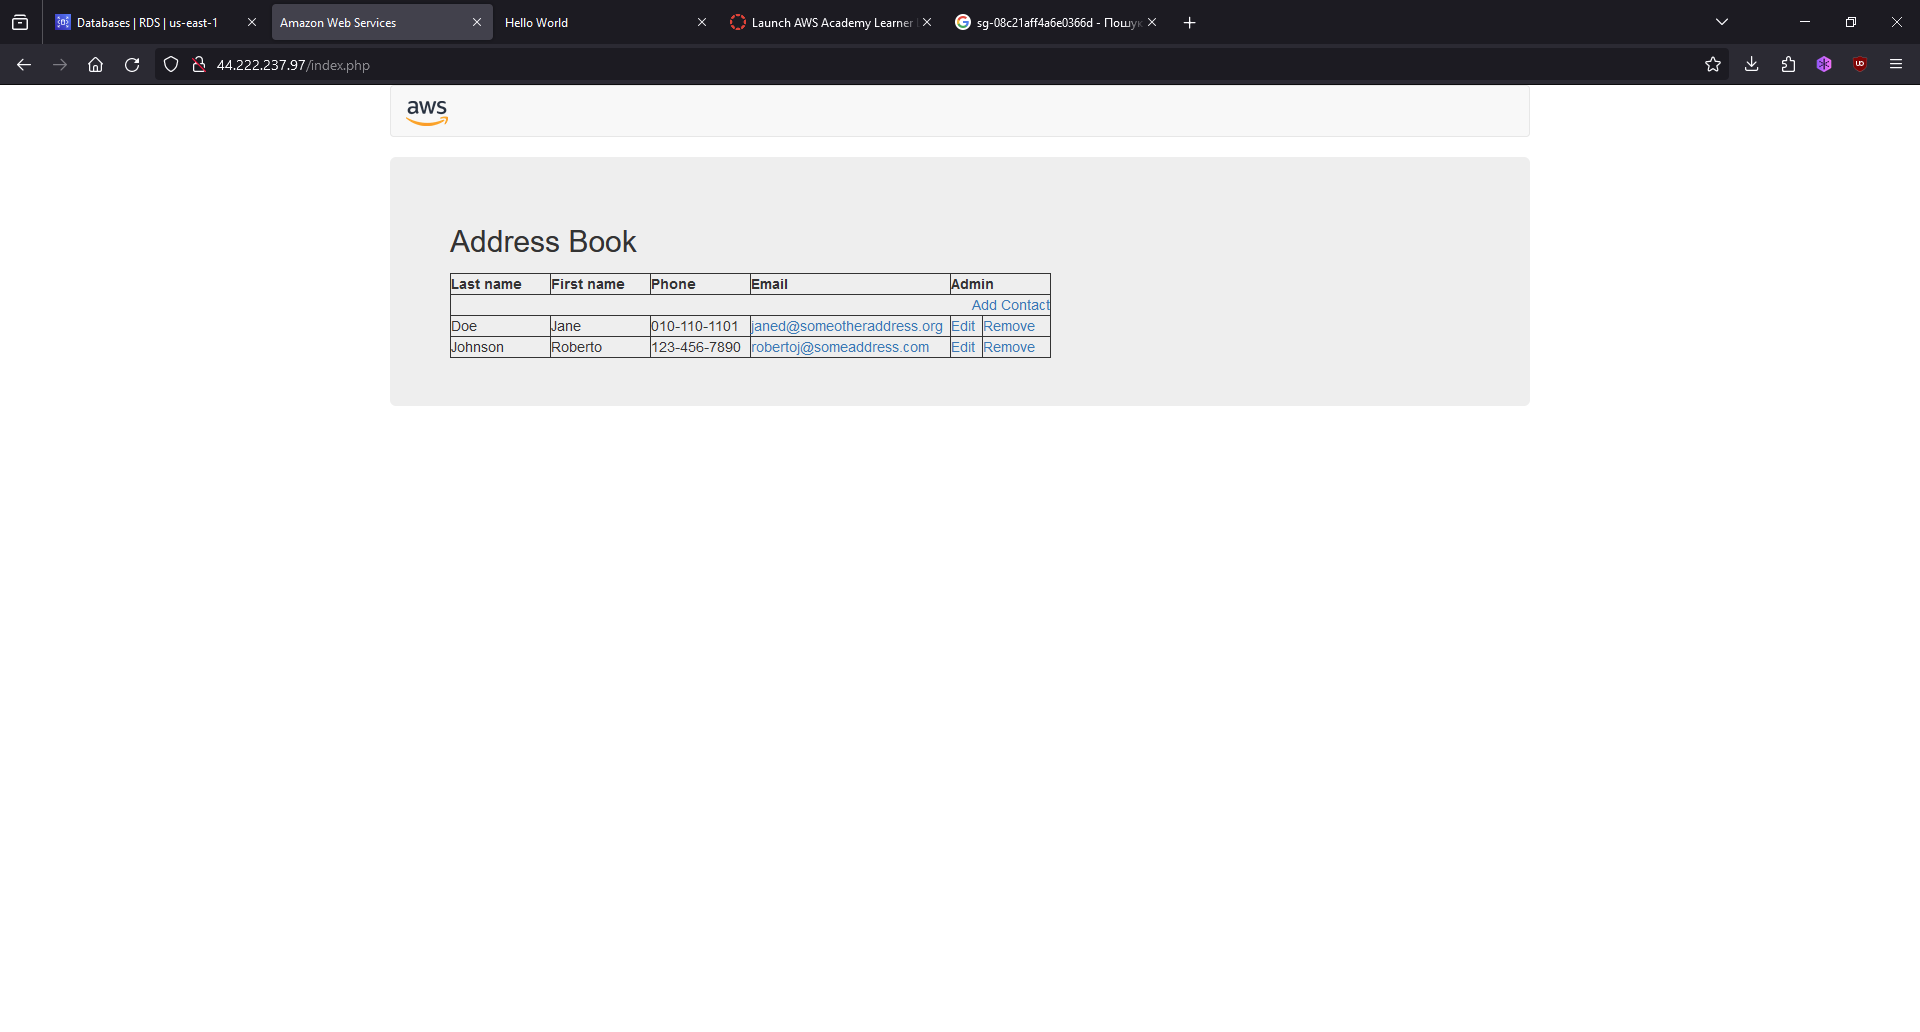 Databases | RDS | us-east-1
Amazon Web Services
Hello World
Launch AWS Academy Learner
sg-08c21aff4a6e0366d - Пошук
44.222.237.97/index.php
aws
Address Book
Last name First name Phone Email Admin
Add Contact
Doe Jane 010-110-1101 janed@someotheraddress.org Edit Remove
Johnson Roberto 123-456-7890 robertoj@someaddress.com Edit Remove